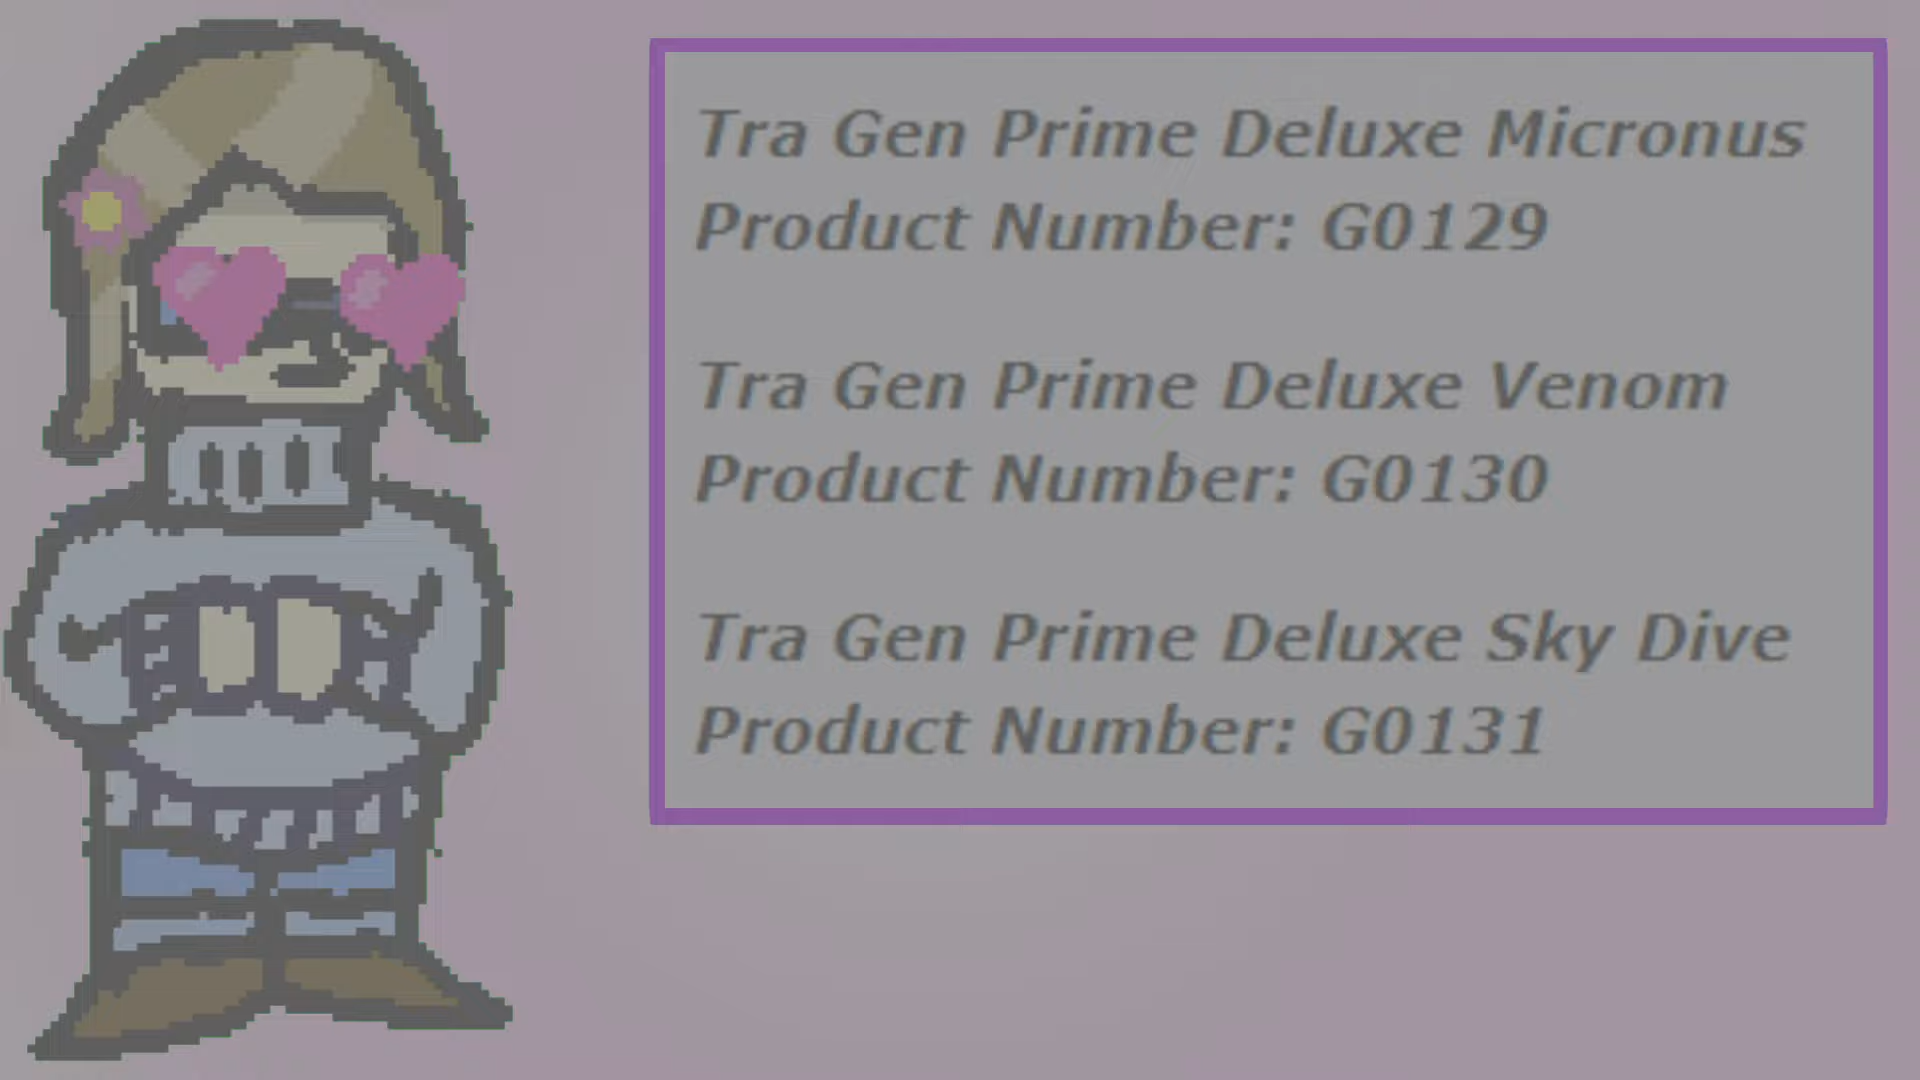 Tra Gen Prime Deluxe Micronus
Product Number: G0129
Tra Gen Prime Deluxe Venom
Product Number: G0130
Tra Gen Prime Deluxe Sky Dive
Product Number: G0131